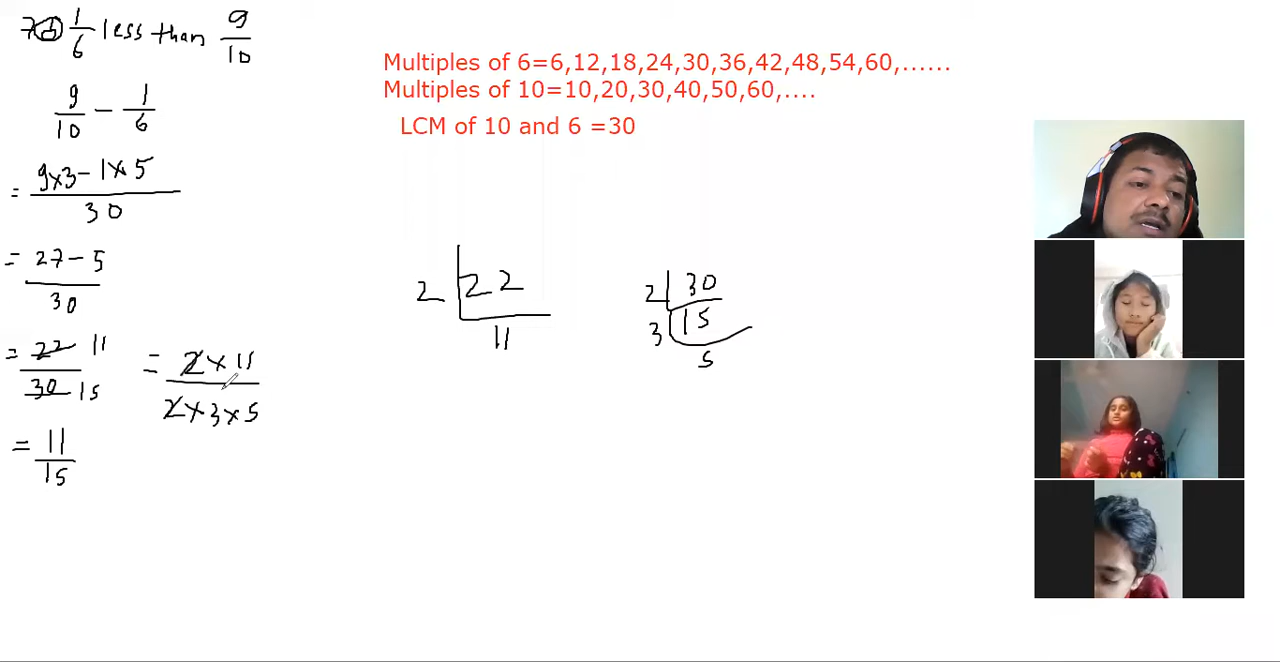 1/6 less than 9/10
9/10 − 1/6
= 9×3 − 1×5 / 30
= 27 − 5 / 30
= 22/30 11/15 = 2 × 11 / 2 × 3 × 5
= 11/15
Multiples of 6=6,12,18,24,30,36,42,48,54,60,......
Multiples of 10=10,20,30,40,50,60,....
LCM of 10 and 6 =30
2 22
11
2 30
3 15
5